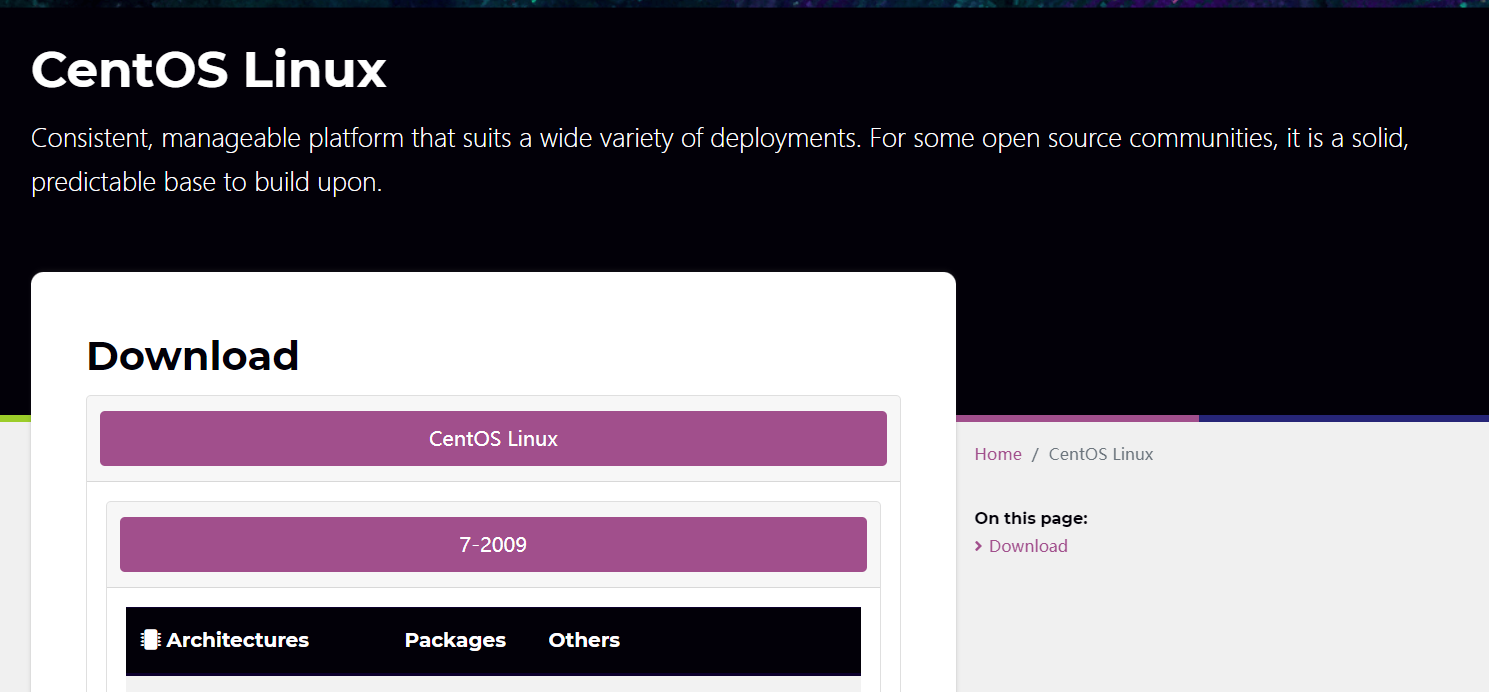 CentOS Linux
Consistent, manageable platform that suits a wide variety of deployments. For some open source communities, it is a solid,
predictable base to build upon.
Download
CentOS Linux
7-2009
Architectures Packages Others
Home / CentOS Linux
On this page:
Download